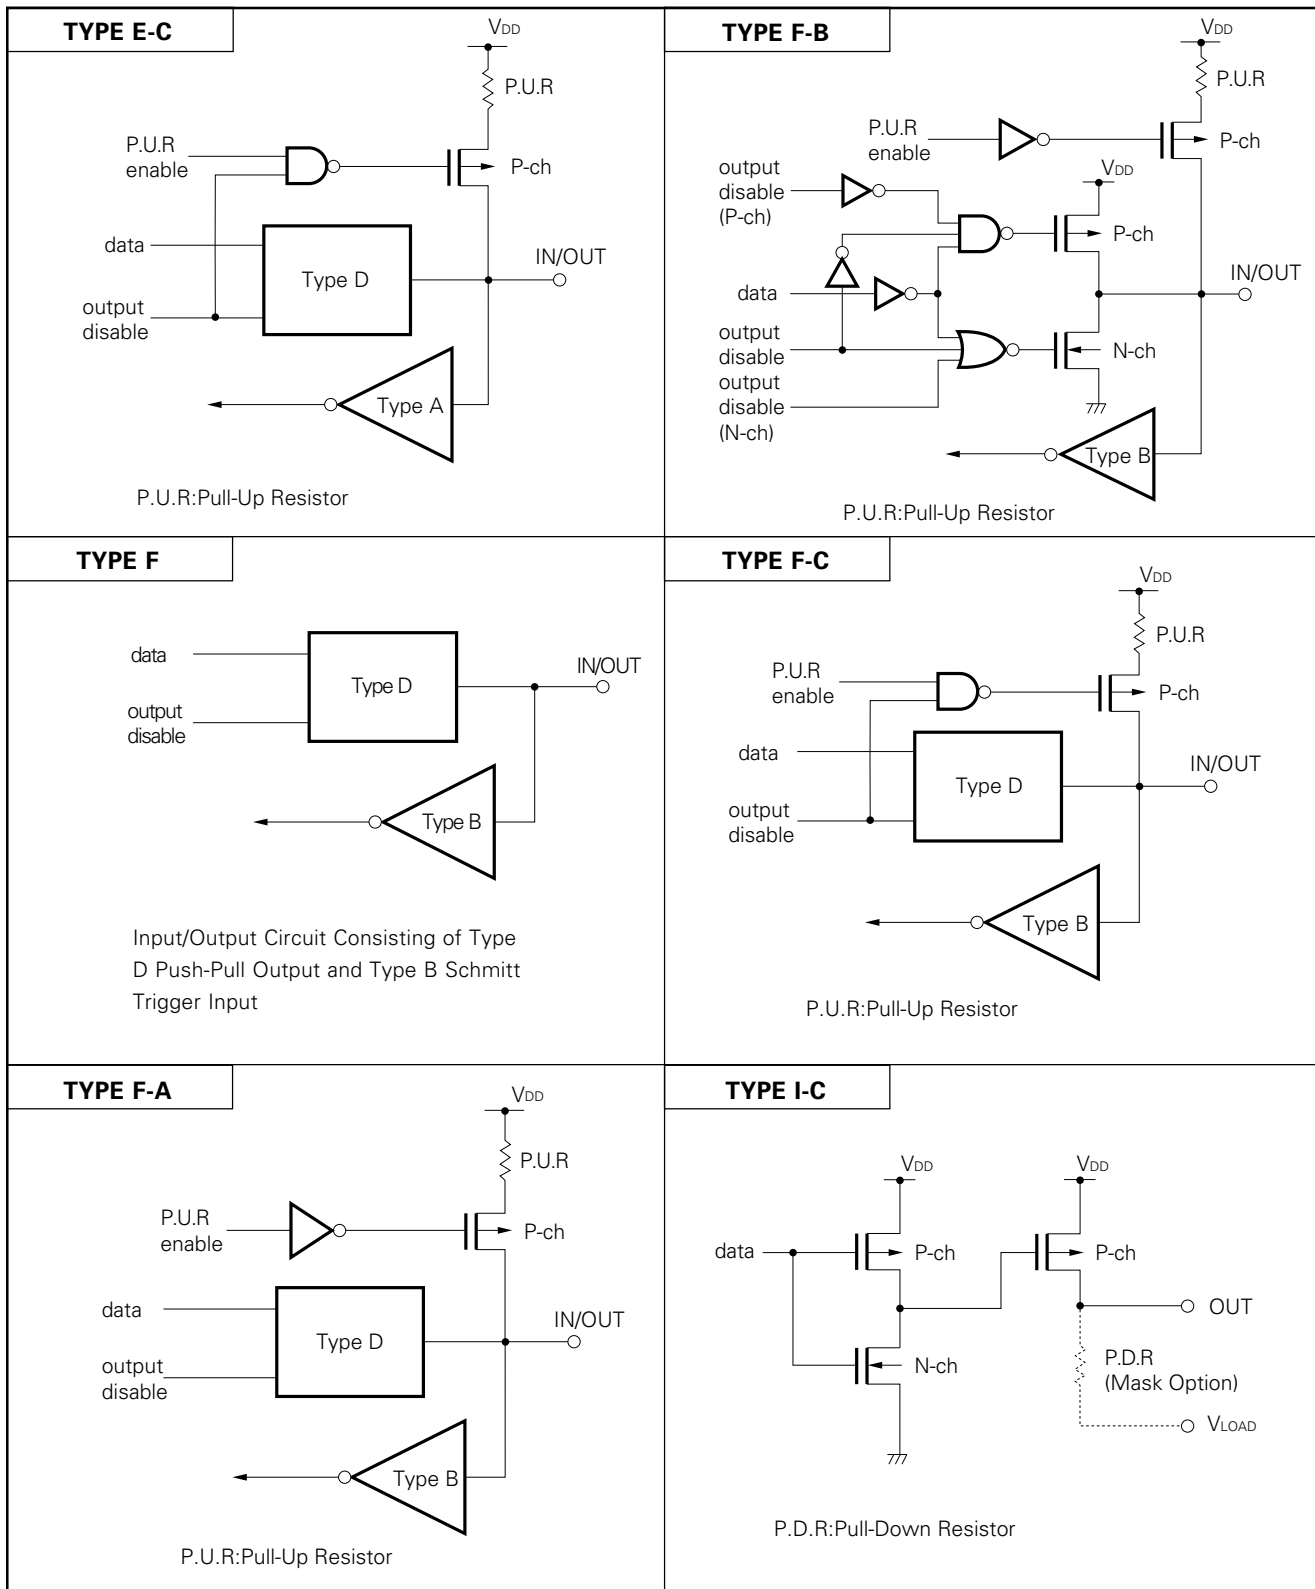 TYPE E-C
VDD
P.U.R
P.U.R
enable
P-ch
data
Type D
IN/OUT
output
disable
Type A
P.U.R:Pull-Up Resistor
TYPE F-B
VDD
P.U.R
P.U.R
enable
P-ch
output
disable
(P-ch)
VDD
P-ch
IN/OUT
data
output
disable
N-ch
output
disable
(N-ch)
Type B
P.U.R:Pull-Up Resistor
TYPE F
data
Type D
IN/OUT
output
disable
Type B
Input/Output Circuit Consisting of Type
D Push-Pull Output and Type B Schmitt
Trigger Input
TYPE F-C
VDD
P.U.R
P.U.R
enable
P-ch
data
Type D
IN/OUT
output
disable
Type B
P.U.R:Pull-Up Resistor
TYPE F-A
VDD
P.U.R
P.U.R
enable
P-ch
data
Type D
IN/OUT
output
disable
Type B
P.U.R:Pull-Up Resistor
TYPE I-C
VDD
VDD
data
P-ch
P-ch
OUT
N-ch
P.D.R
(Mask Option)
VLOAD
P.D.R:Pull-Down Resistor